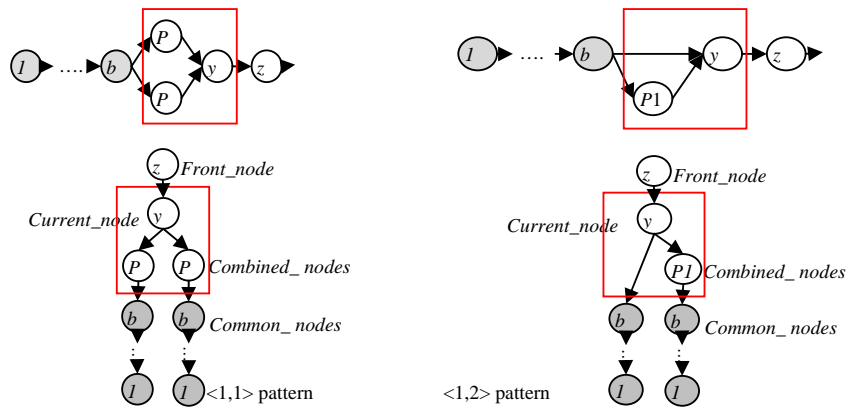 P
1 .... b y z
P
1 .... b y z
P1
z Front_node
Current_node y
P P Combined_ nodes
b b Common_ nodes
1 1 <1,1> pattern
z Front_node
Current_node y
P1 Combined_ nodes
b b Common_ nodes
<1,2> pattern 1 1